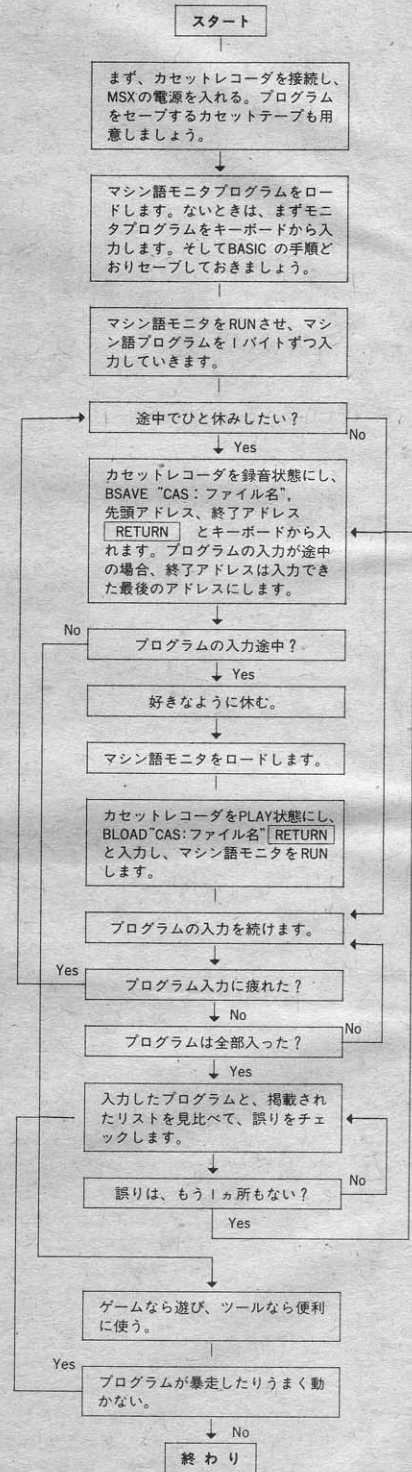 スタート
まず、カセットレコーダを接続し、
MSXの電源を入れる。プログラム
をセーブするカセットテープも用
意しましょう。
マシン語モニタプログラムをロー
ドします。ないときは、まずモニ
タプログラムをキーボードから入
力します。そしてBASIC の手順ど
おりセーブしておきましょう。
マシン語モニタをRUNさせ、マシ
ン語プログラムを1バイトずつ入
力していきます。
途中でひと休みしたい?
No
Yes
カセットレコーダを録音状態にし、
BSAVE "CAS:ファイル名",
先頭アドレス、終了アドレス
RETURN とキーボードから入
れます。プログラムの入力が途中
の場合、終了アドレスは入力でき
た最後のアドレスにします。
No
プログラムの入力途中?
Yes
好きなように休む。
マシン語モニタをロードします。
カセットレコーダをPLAY状態にし、
BLOAD"CAS:ファイル名" RETURN
と入力し、マシン語モニタをRUN
します。
プログラムの入力を続けます。
Yes
プログラム入力に疲れた?
No
プログラムは全部入った?
No
Yes
入力したプログラムと、掲載され
たリストを見比べて、誤りをチェ
ックします。
誤りは、もう1ヵ所もない?
No
Yes
ゲームなら遊び、ツールなら便利
に使う。
Yes
プログラムが暴走したりうまく動
かない。
No
終わり